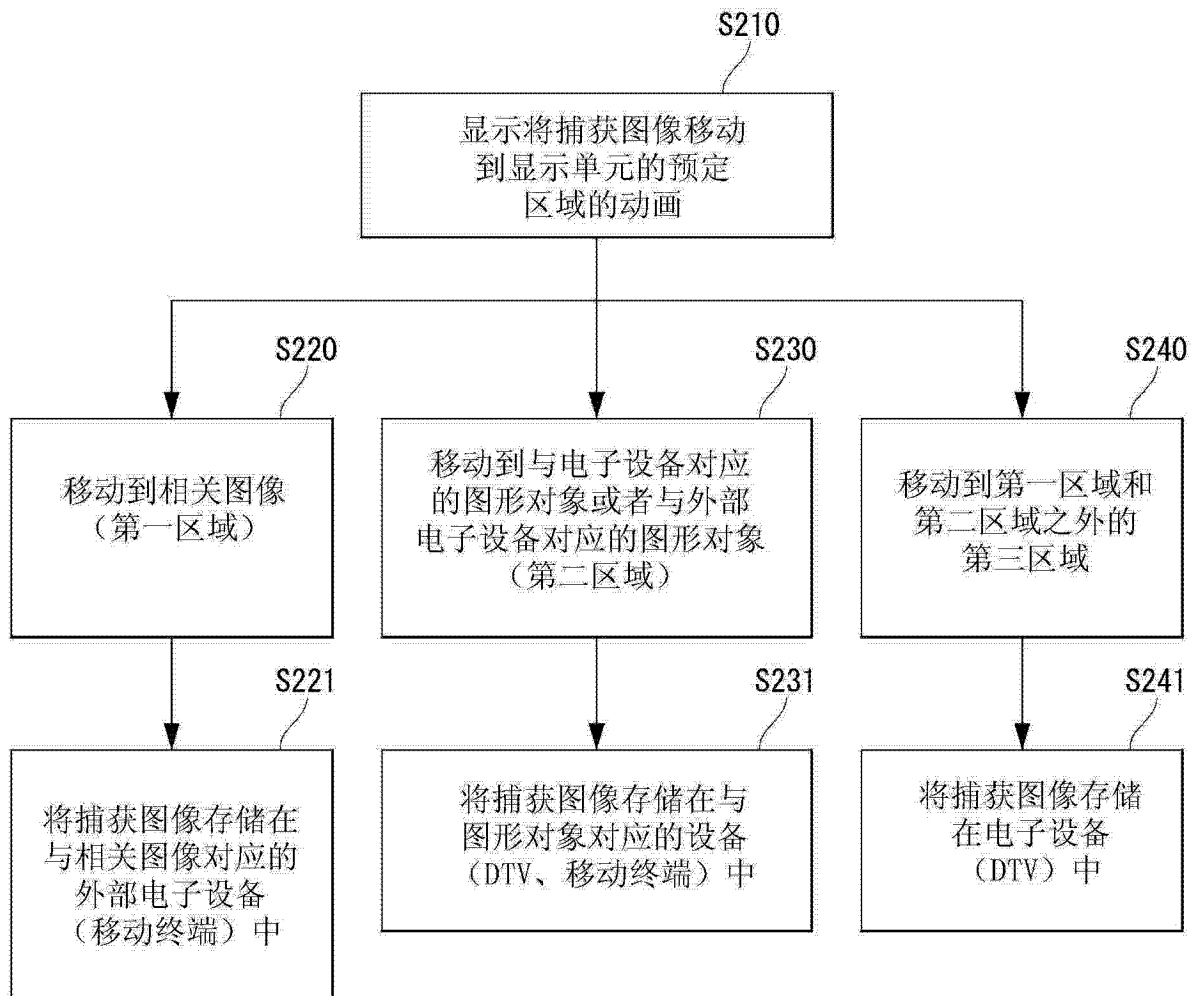 S210
显示将捕获图像移动
到显示单元的预定
区域的动画
S220
移动到相关图像
(第一区域)
S230
移动到与电子设备对应
的图形对象或者与外部
电子设备对应的图形对象
(第二区域)
S240
移动到第一区域和
第二区域之外的
第三区域
S221
将捕获图像存储在
与相关图像对应的
外部电子设备
(移动终端)中
S231
将捕获图像存储在与
图形对象对应的设备
(DTV、移动终端)中
S241
将捕获图像存储
在电子设备
(DTV)中